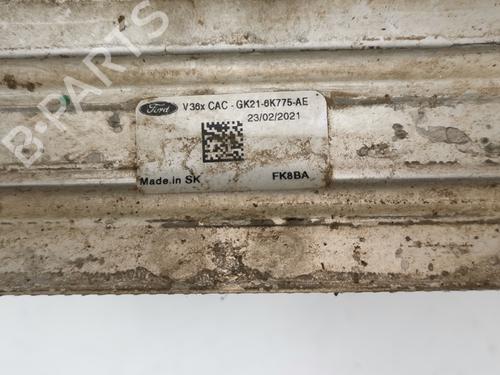 Ford
V36x CAC - GK21-6K775-AE
23/02/2021
Made in SK
FK8BA
B-PARTS